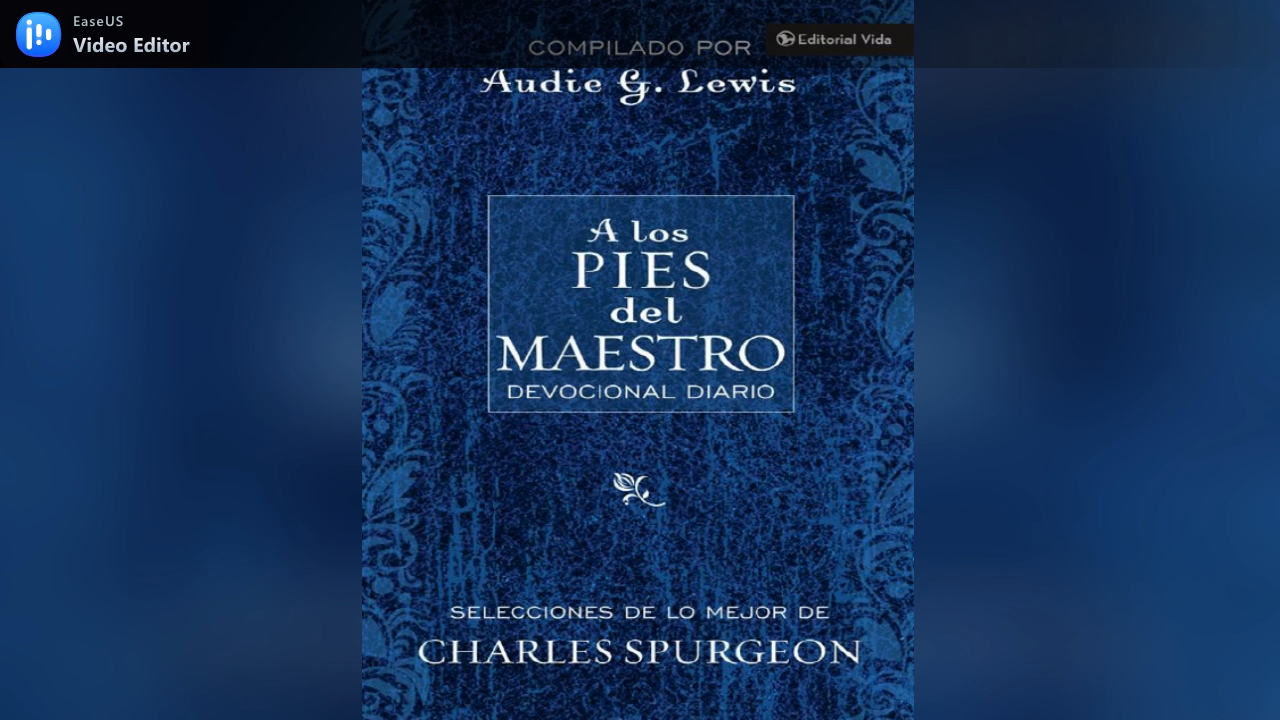 EaseUS
Video Editor
COMPILADO POR
Editorial Vida
Audie G. Lewis
A los
PIES
del
MAESTRO
DEVOCIONAL DIARIO
SELECCIONES DE LO MEJOR DE
CHARLES SPURGEON